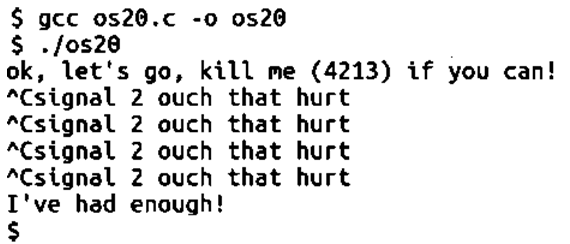 $ gcc os20.c -o os20
$ ./os20
ok, let's go, kill me (4213) if you can!
^Csignal 2 ouch that hurt
^Csignal 2 ouch that hurt
^Csignal 2 ouch that hurt
^Csignal 2 ouch that hurt
I've had enough!
$